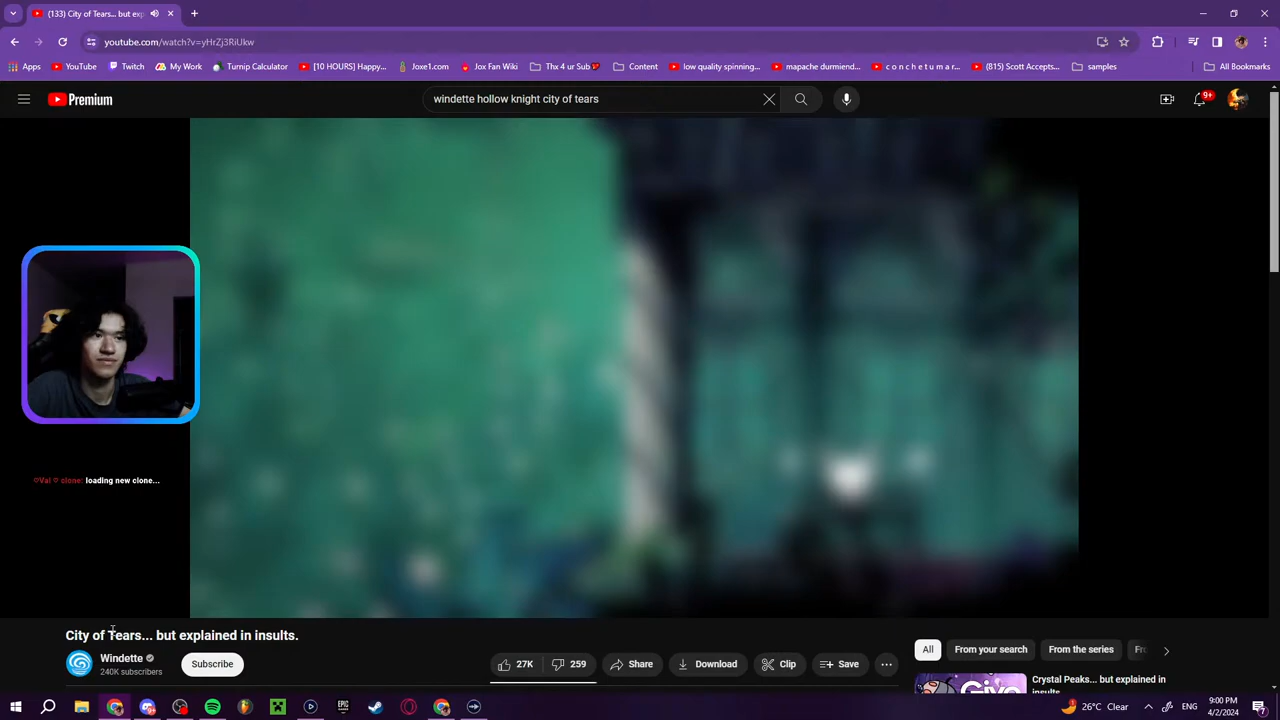 (133) City of Tears... but exp
youtube.com/watch?v=yHrZj3RiUkw
Apps
YouTube
Twitch
My Work
Turnip Calculator
[10 HOURS] Happy...
Joxe1.com
Jox Fan Wiki
Thx 4 ur Sub
Content
low quality spinning...
mapache durmiend...
c o n c h e t u m a r...
(815) Scott Accepts...
samples
All Bookmarks
Premium
windette hollow knight city of tears
9+
Val clone: loading new clone...
City of Tears... but explained in insults.
Windette
240K subscribers
Subscribe
27K
259
Share
Download
Clip
Save
All
From your search
From the series
Crystal Peaks... but explained in
insults
EPIC
26°C Clear
ENG
9:00 PM
4/2/2024